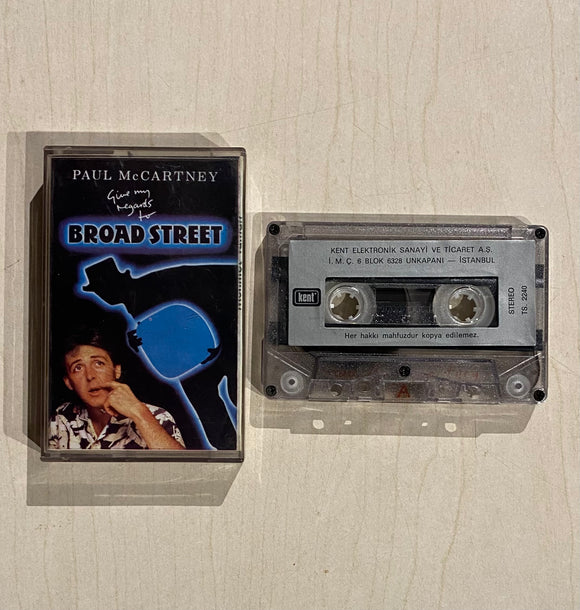 PAUL McCARTNEY
Give my
regards
to
BROAD STREET
KENT ELEKTRONİK SANAYİ VE TİCARET A.Ş.
İ. M. Ç. 6 BLOK 6328 UNKAPANI — İSTANBUL
kent
STEREO
TS. 2240
Her hakkı mahfuzdur kopya edilemez.
A